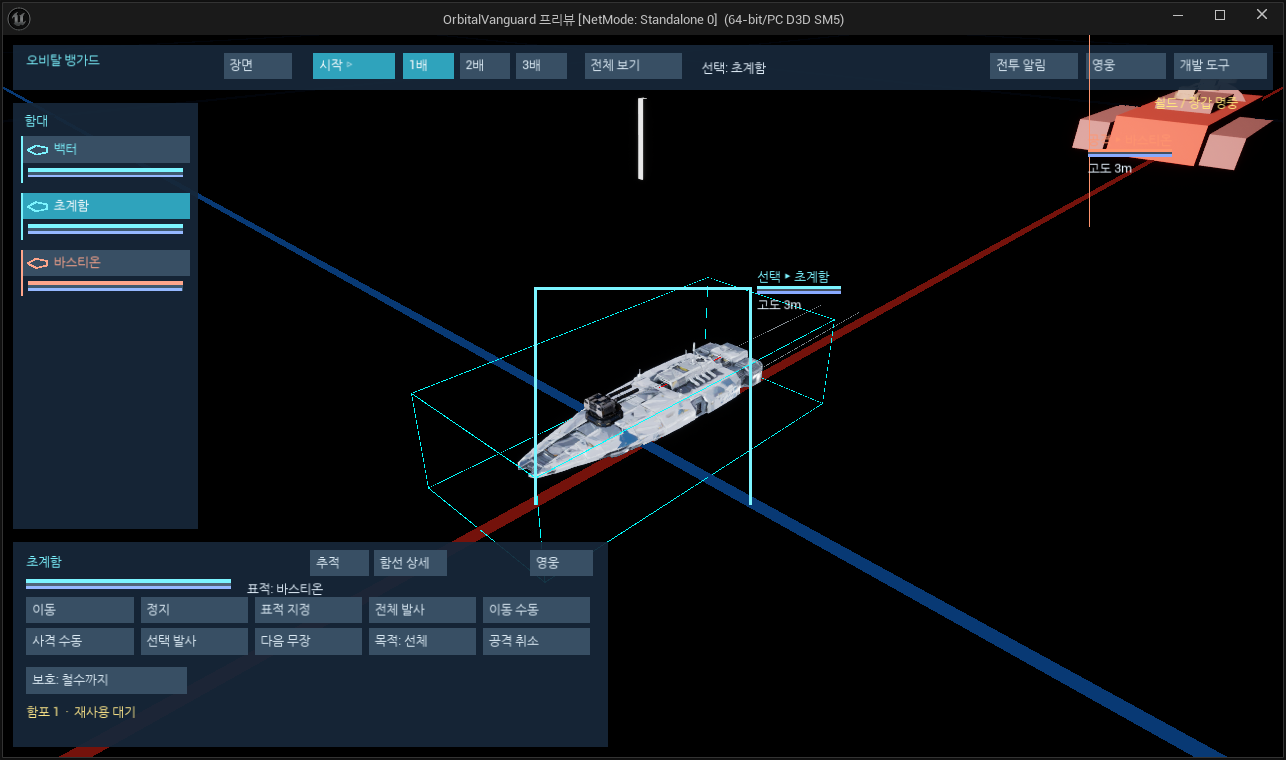 OrbitalVanguard 프리뷰 [NetMode: Standalone 0] (64-bit/PC D3D SM5)
오비탈 뱅가드
장면
시작
1배
2배
3배
전체 보기
선택: 초계함
전투 알림
영웅
개발 도구
쉴드 / 장갑 명중
고도 3m
함대
백터
초계함
바스티온
선택 ▸ 초계함
고도 3m
초계함
추적
함선 상세
영웅
표적: 바스티온
이동
정지
표적 지정
전체 발사
이동 수동
사격 수동
선택 발사
다음 무장
목적: 선체
공격 취소
보호: 철수까지
함포 1 · 재사용 대기